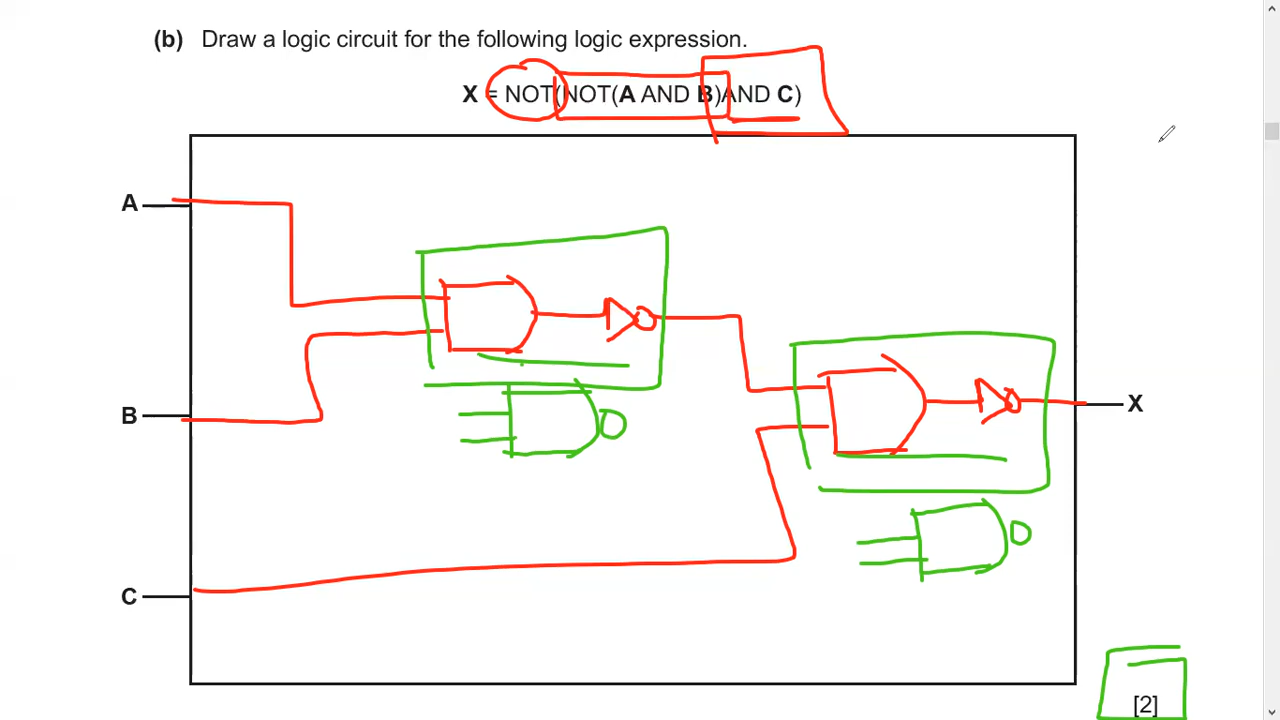 (b) Draw a logic circuit for the following logic expression.
X = NOT(NOT(A AND B)AND C)
A
B
X
C
[2]